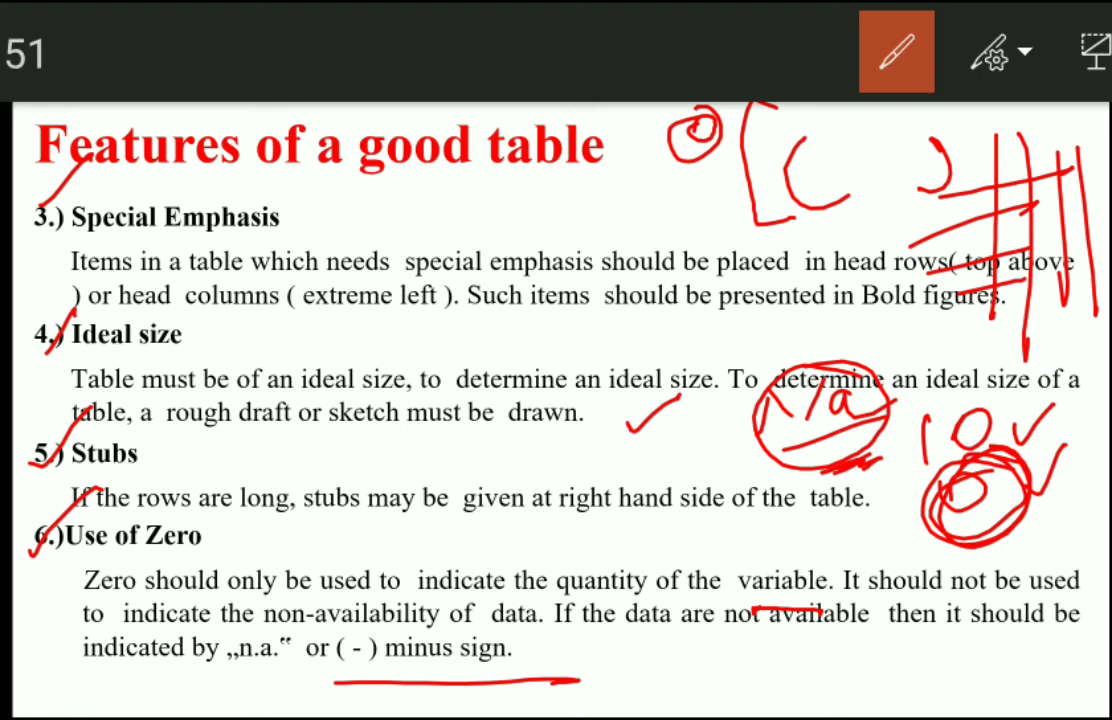 51
Features of a good table
3.) Special Emphasis
Items in a table which needs special emphasis should be placed in head rows( top above
) or head columns ( extreme left ). Such items should be presented in Bold figures.
4.) Ideal size
Table must be of an ideal size, to determine an ideal size. To determine an ideal size of a
table, a rough draft or sketch must be drawn.
N/a
10
5.) Stubs
If the rows are long, stubs may be given at right hand side of the table.
0
6.)Use of Zero
Zero should only be used to indicate the quantity of the variable. It should not be used
to indicate the non-availability of data. If the data are not available then it should be
indicated by „n.a.‟ or ( - ) minus sign.